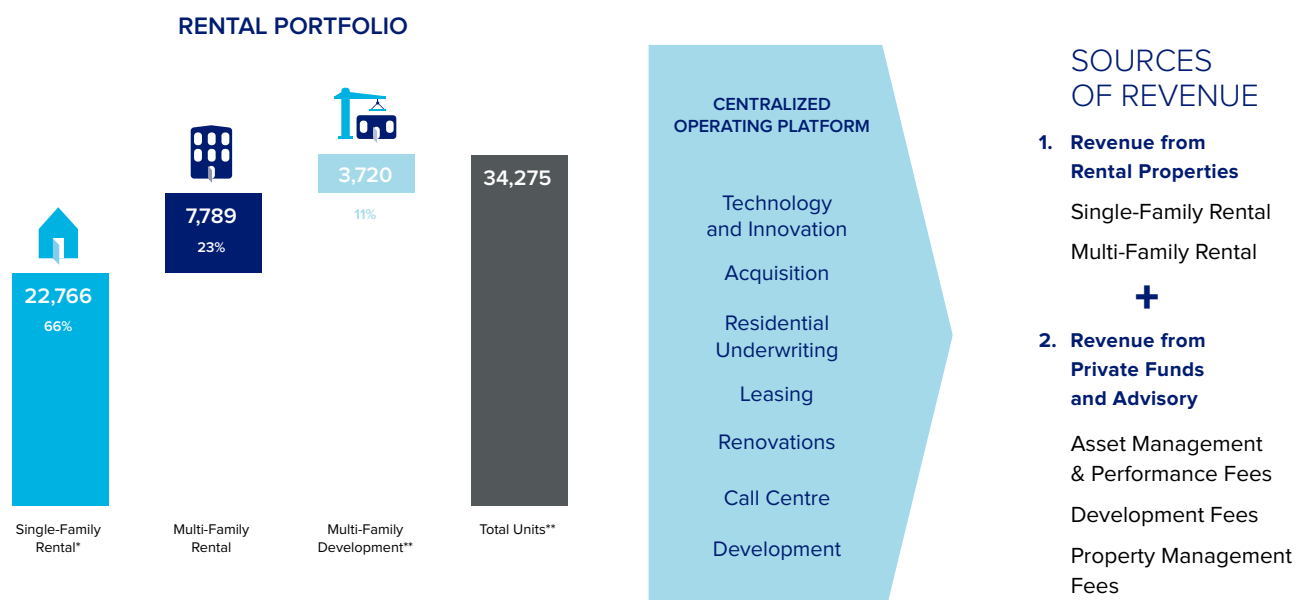 RENTAL PORTFOLIO
22,766
66%
7,789
23%
3,720
11%
34,275
Single-Family
Rental*
Multi-Family
Rental
Multi-Family
Development**
Total Units**
CENTRALIZED
OPERATING PLATFORM
Technology
and Innovation
Acquisition
Residential
Underwriting
Leasing
Renovations
Call Centre
Development
SOURCES
OF REVENUE
1. Revenue from
Rental Properties
Single-Family Rental
Multi-Family Rental
+
2. Revenue from
Private Funds
and Advisory
Asset Management
& Performance Fees
Development Fees
Property Management
Fees